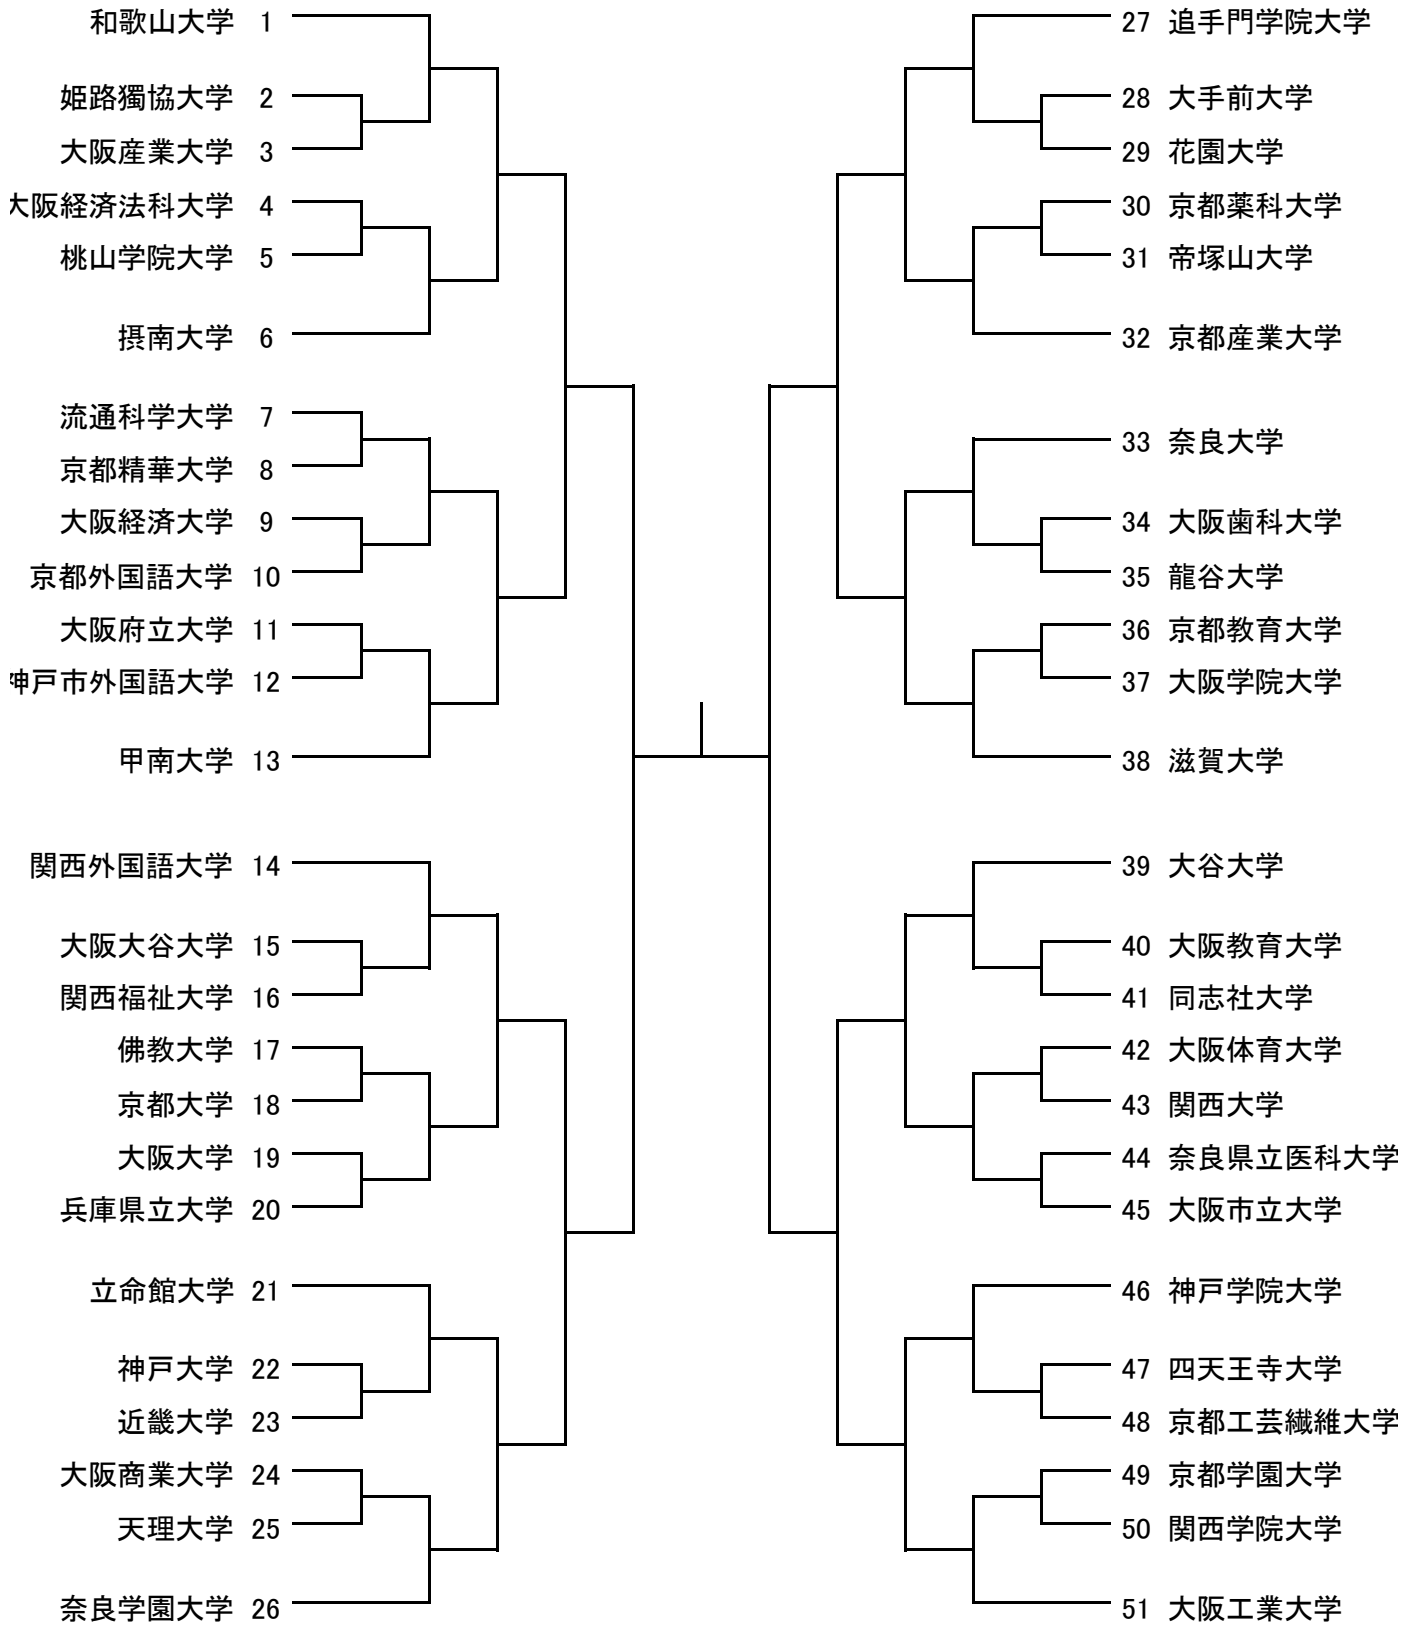 和歌山大学 1
姫路獨協大学 2
大阪産業大学 3
大阪経済法科大学 4
桃山学院大学 5
摂南大学 6
流通科学大学 7
京都精華大学 8
大阪経済大学 9
京都外国語大学 10
大阪府立大学 11
神戸市外国語大学 12
甲南大学 13
関西外国語大学 14
大阪大谷大学 15
関西福祉大学 16
佛教大学 17
京都大学 18
大阪大学 19
兵庫県立大学 20
立命館大学 21
神戸大学 22
近畿大学 23
大阪商業大学 24
天理大学 25
奈良学園大学 26
27 追手門学院大学
28 大手前大学
29 花園大学
30 京都薬科大学
31 帝塚山大学
32 京都産業大学
33 奈良大学
34 大阪歯科大学
35 龍谷大学
36 京都教育大学
37 大阪学院大学
38 滋賀大学
39 大谷大学
40 大阪教育大学
41 同志社大学
42 大阪体育大学
43 関西大学
44 奈良県立医科大学
45 大阪市立大学
46 神戸学院大学
47 四天王寺大学
48 京都工芸繊維大学
49 京都学園大学
50 関西学院大学
51 大阪工業大学